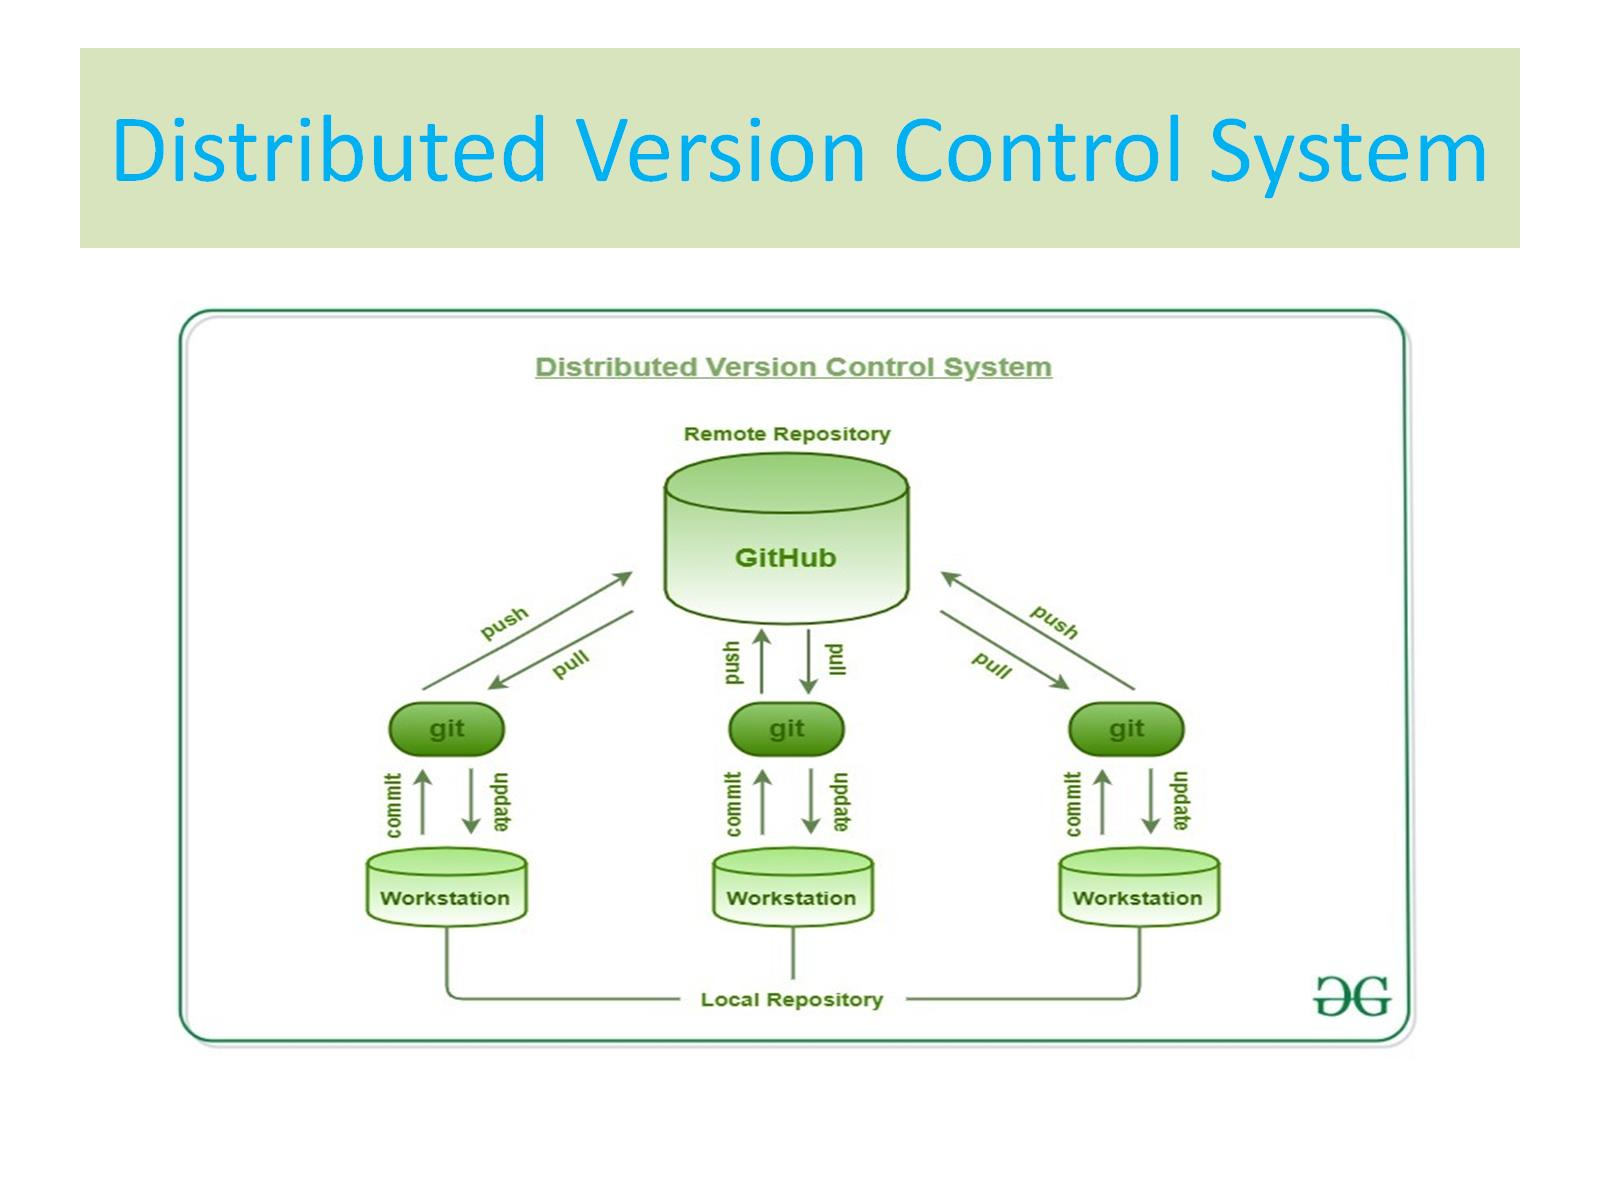 Distributed Version Control System
Distributed Version Control System
Remote Repository
GitHub
push
pull
push
pull
push
pull
git
git
git
commit
update
commit
update
commit
update
Workstation
Workstation
Workstation
Local Repository
GG